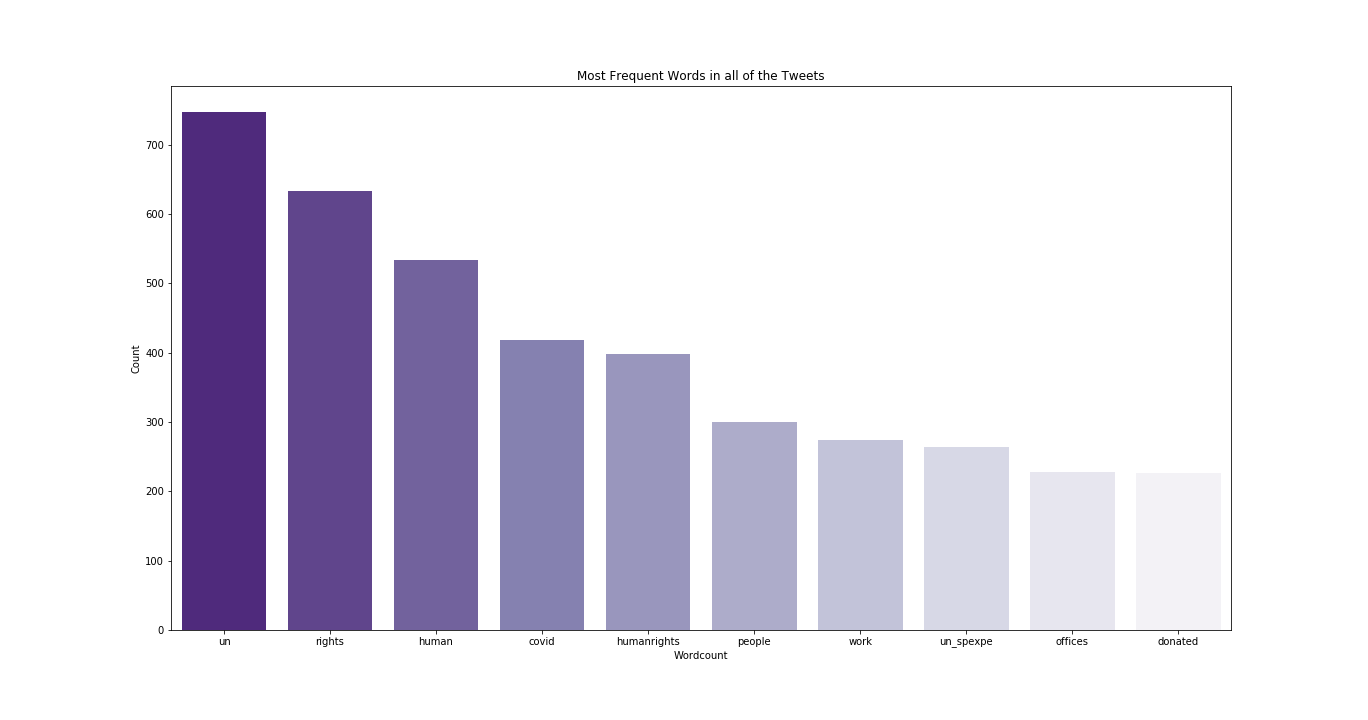 Most Frequent Words in all of the Tweets
Count
700
600
500
400
300
200
100
0
un rights human covid humanrights people work un_spexpe offices donated
Wordcount